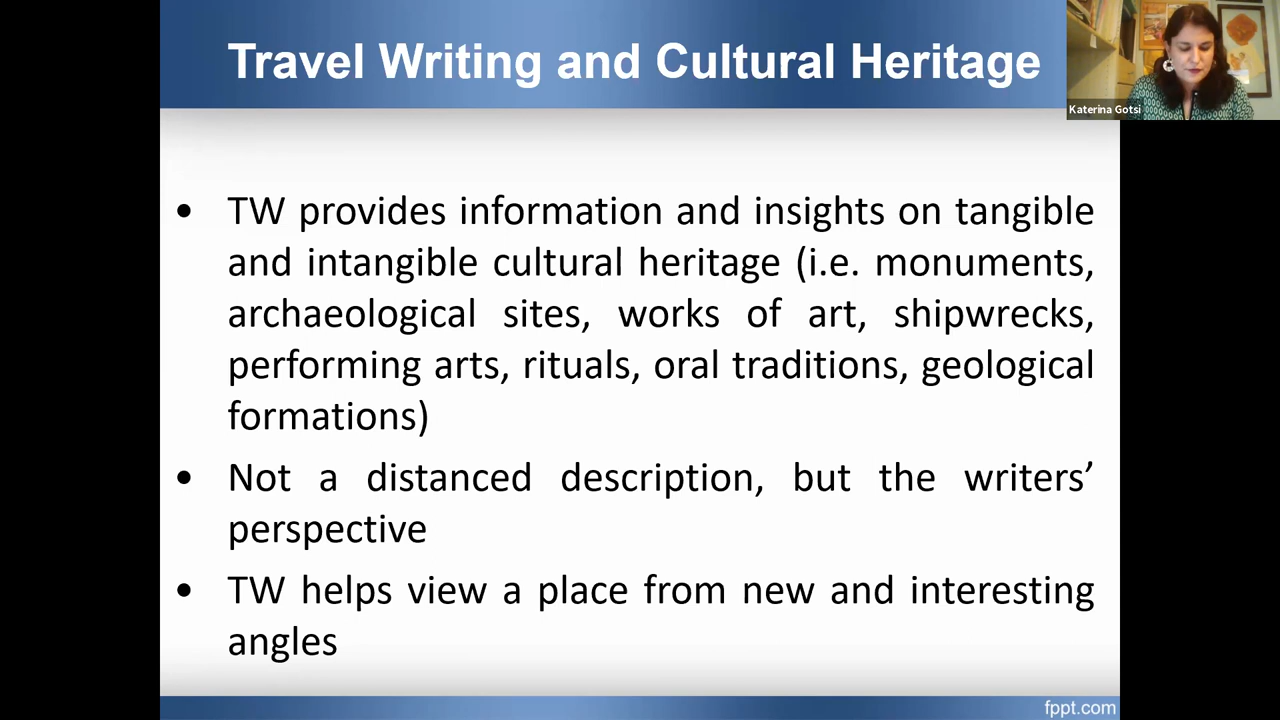 Travel Writing and Cultural Heritage
Katerina Gotsi
• TW provides information and insights on tangible
and intangible cultural heritage (i.e. monuments,
archaeological sites, works of art, shipwrecks,
performing arts, rituals, oral traditions, geological
formations)
• Not a distanced description, but the writers’
perspective
• TW helps view a place from new and interesting
angles
fppt.com